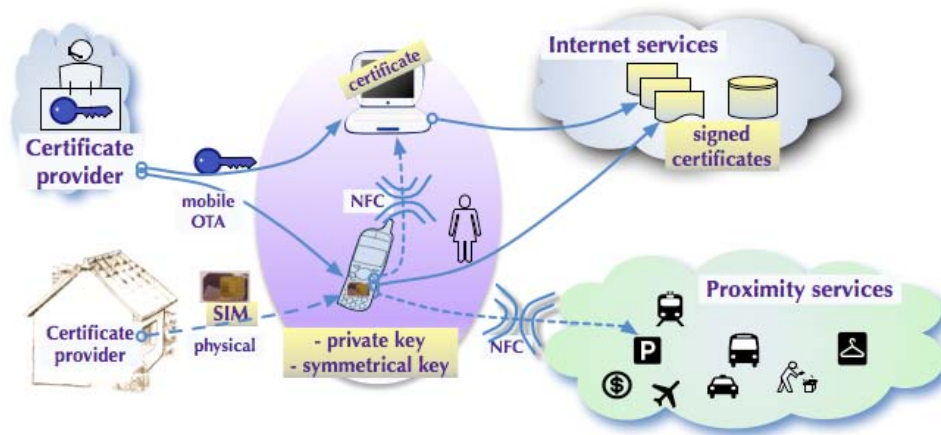 certificate
Internet services
signed
certificates
Certificate
provider
mobile
OTA
NFC
SIM
physical
Certificate
provider
- private key
- symmetrical key
NFC
Proximity services
P
$